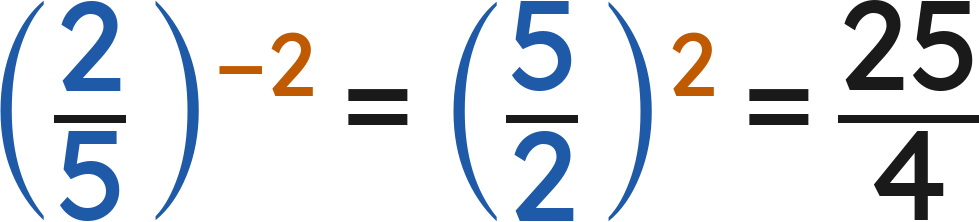 (2/5)⁻² = (5/2)² = 25/4